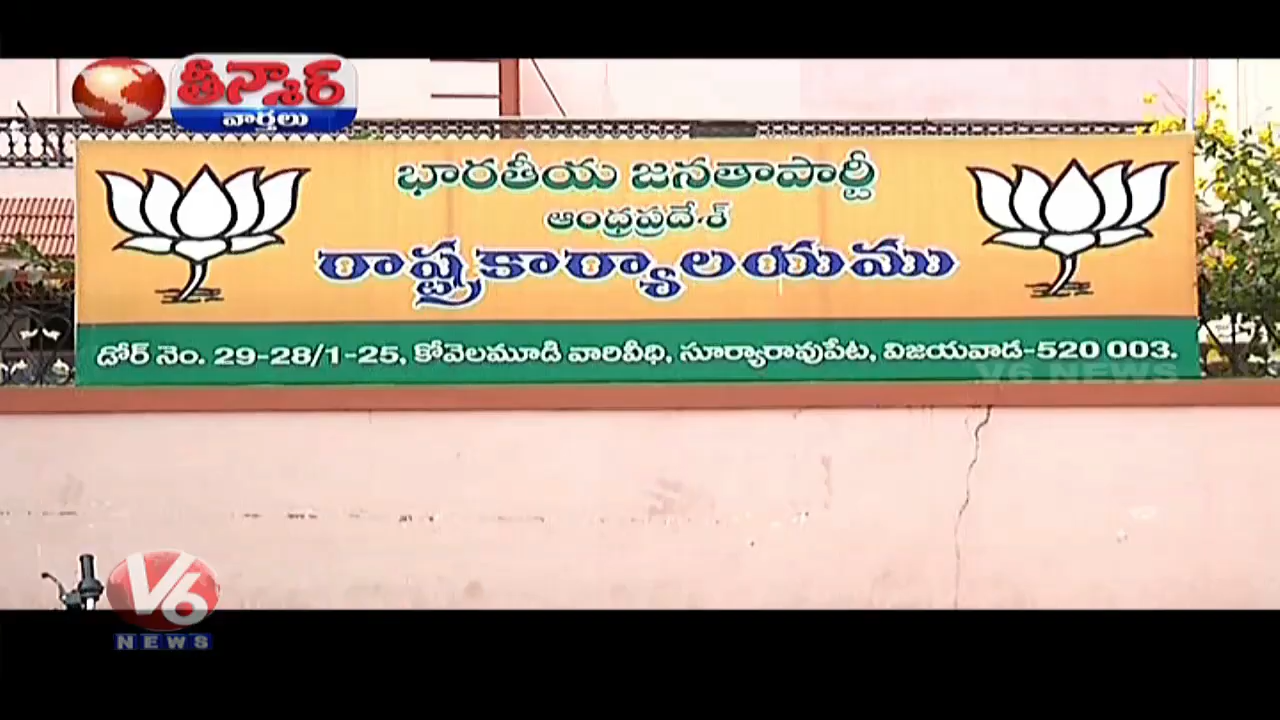 తీన్మార్
వార్తలు
భారతీయ జనతాపార్టీ
ఆంధ్రప్రదేశ్
రాష్ట్రకార్యాలయము
డోర్ నెం. 29-28/1-25, కోవెలమూడి వారివీధి, సూర్యారావుపేట, విజయవాడ-520 003.
V6 NEWS
V6
NEWS